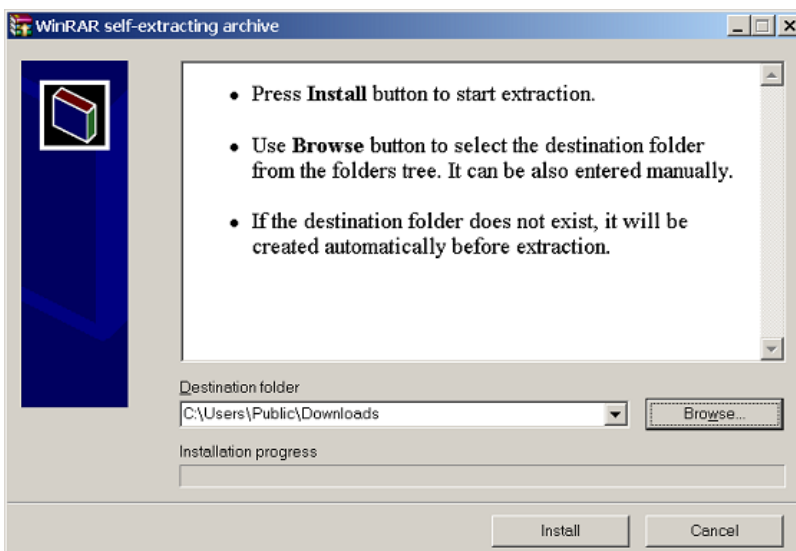 WinRAR self-extracting archive
• Press Install button to start extraction.
• Use Browse button to select the destination folder
from the folders tree. It can be also entered manually.
• If the destination folder does not exist, it will be
created automatically before extraction.
Destination folder
C:\Users\Public\Downloads
Browse...
Installation progress
Install
Cancel